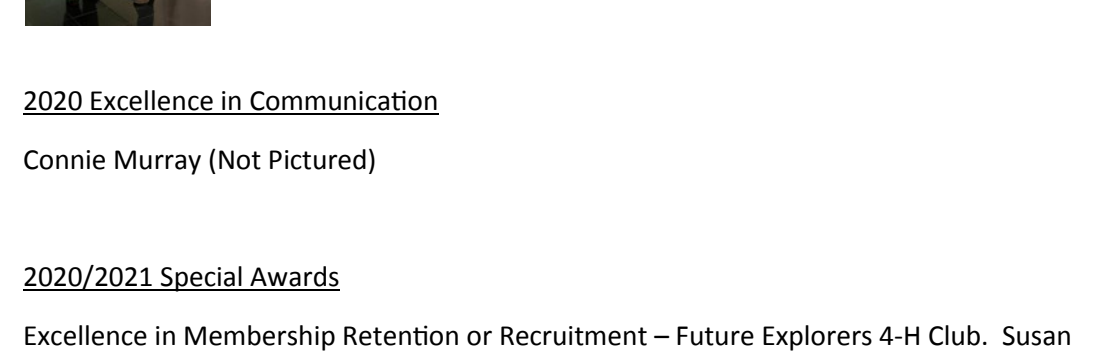 2020 Excellence in Communication
Connie Murray (Not Pictured)
2020/2021 Special Awards
Excellence in Membership Retention or Recruitment – Future Explorers 4-H Club.  Susan